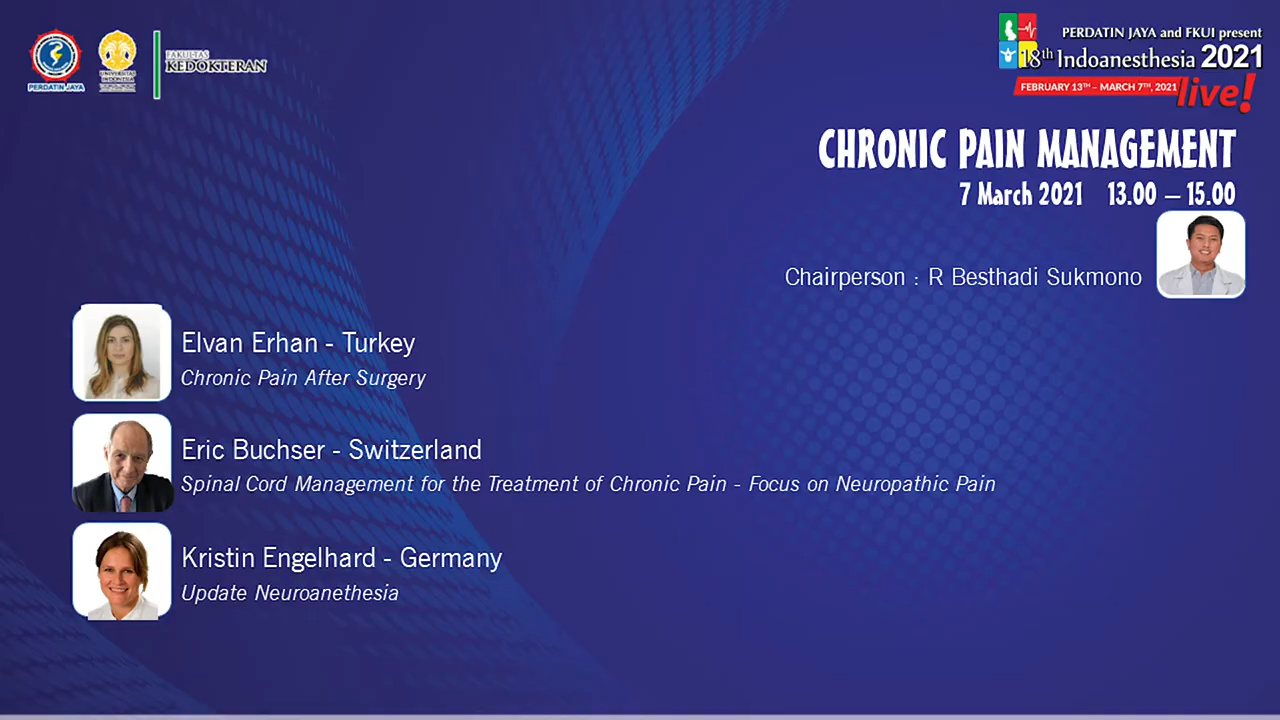 PERDATIN JAYA
UNIVERSITAS
INDONESIA
FAKULTAS
KEDOKTERAN
PERDATIN JAYA and FKUI present
18th Indoanesthesia 2021
FEBRUARY 13TH – MARCH 7TH, 2021
live!
CHRONIC PAIN MANAGEMENT
7 March 2021 13.00 – 15.00
Chairperson : R Besthadi Sukmono
Elvan Erhan - Turkey
Chronic Pain After Surgery
Eric Buchser - Switzerland
Spinal Cord Management for the Treatment of Chronic Pain - Focus on Neuropathic Pain
Kristin Engelhard - Germany
Update Neuroanethesia